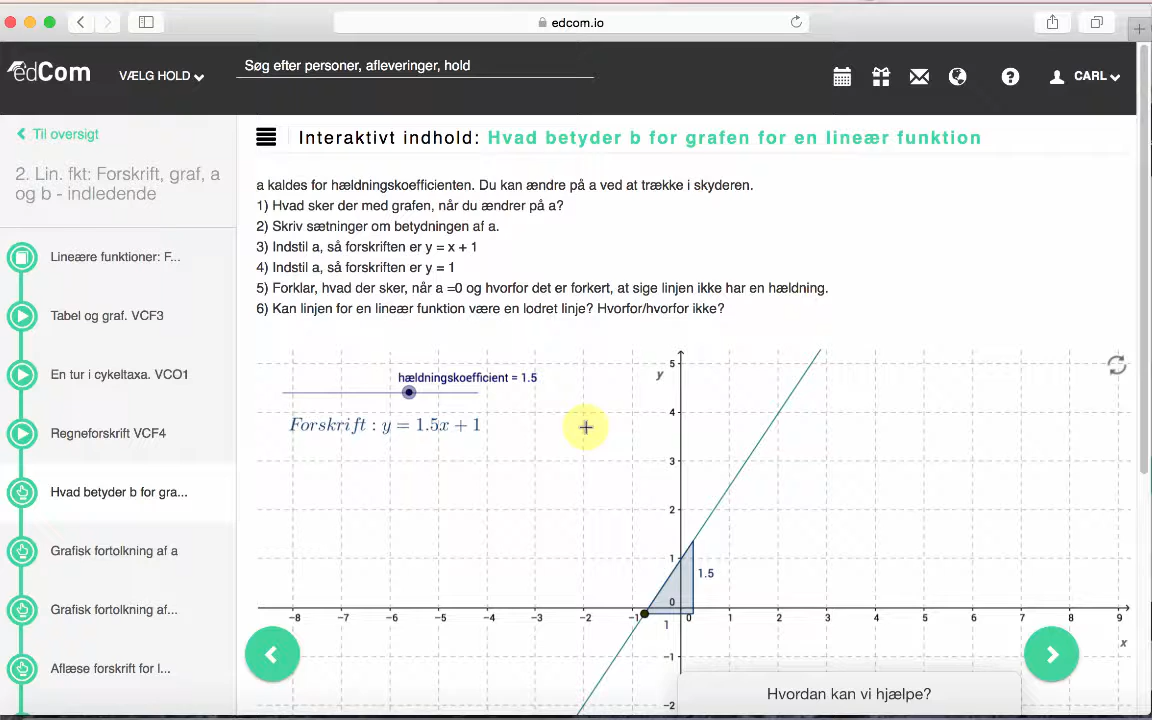 edcom.io
edCom
VÆLG HOLD
Søg efter personer, afleveringer, hold
CARL
Til oversigt
2. Lin. fkt: Forskrift, graf, a
og b - indledende
Lineære funktioner: F...
Tabel og graf. VCF3
En tur i cykeltaxa. VCO1
Regneforskrift VCF4
Hvad betyder b for gra...
Grafisk fortolkning af a
Grafisk fortolkning af...
Aflæse forskrift for l...
Interaktivt indhold: Hvad betyder b for grafen for en lineær funktion
a kaldes for hældningskoefficienten. Du kan ændre på a ved at trække i skyderen.
1) Hvad sker der med grafen, når du ændrer på a?
2) Skriv sætninger om betydningen af a.
3) Indstil a, så forskriften er y = x + 1
4) Indstil a, så forskriften er y = 1
5) Forklar, hvad der sker, når a =0 og hvorfor det er forkert, at sige linjen ikke har en hældning.
6) Kan linjen for en lineær funktion være en lodret linje? Hvorfor/hvorfor ikke?
hældningskoefficient = 1.5
Forskrift : y = 1.5x + 1
y
5
4
3
2
1
0
1.5
−8 −7 −6 −5 −4 −3 −2 −1 0 1 2 3 4 5 6 7 8 9
1
x
−1
−2
Hvordan kan vi hjælpe?